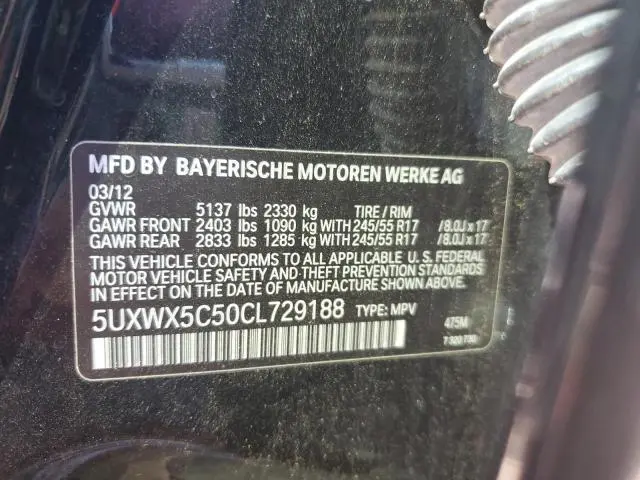 MFD BY BAYERISCHE MOTOREN WERKE AG
03/12
GVWR 5137 lbs 2330 kg TIRE / RIM
GAWR FRONT 2403 lbs 1090 kg WITH 245/55 R17 /8.0J x 17
GAWR REAR 2833 lbs 1285 kg WITH 245/55 R17 /8.0J x 17
THIS VEHICLE CONFORMS TO ALL APPLICABLE U.S. FEDERAL
MOTOR VEHICLE SAFETY AND THEFT PREVENTION STANDARDS
IN EFFECT ON THE DATE OF MANUFACTURE SHOWN ABOVE.
5UXWX5C50CL729188 TYPE: MPV 475M
7 320 730